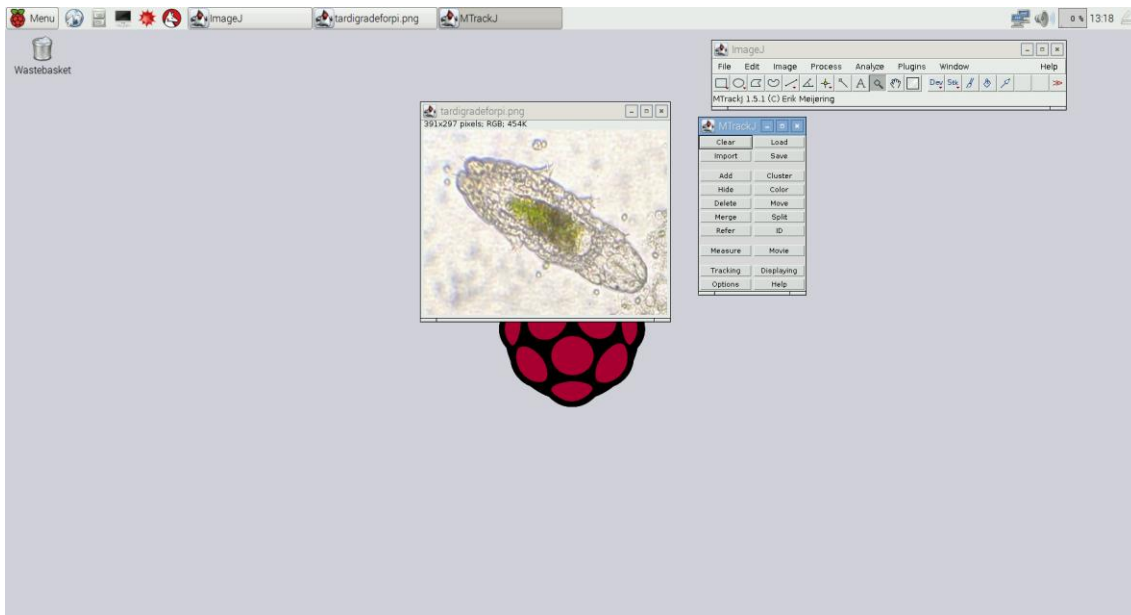 Menu ImageJ tardigradeforpi.png MTrackJ 0 % 13:18
Wastebasket
ImageJ
File Edit Image Process Analyze Plugins Window Help
A Dev Stk >>
MTrackJ 1.5.1 (C) Erik Meijering
tardigradeforpi.png
391x297 pixels; RGB; 454K
MTrackJ
Clear Load
Import Save
Add Cluster
Hide Color
Delete Move
Merge Split
Refer ID
Measure Movie
Tracking Displaying
Options Help